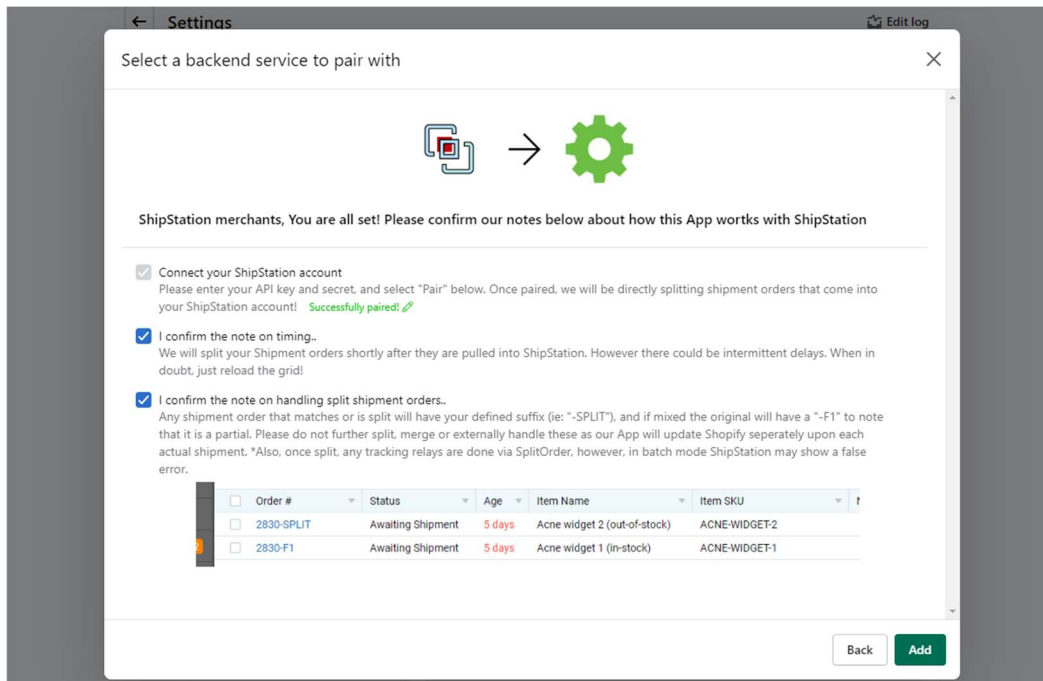 Settings
Edit log
Select a backend service to pair with
ShipStation merchants, You are all set! Please confirm our notes below about how this App wortks with ShipStation
Connect your ShipStation account
Please enter your API key and secret, and select "Pair" below. Once paired, we will be directly splitting shipment orders that come into
your ShipStation account! Successfully paired!
I confirm the note on timing..
We will split your Shipment orders shortly after they are pulled into ShipStation. However there could be intermittent delays. When in
doubt, just reload the grid!
I confirm the note on handling split shipment orders..
Any shipment order that matches or is split will have your defined suffix (ie: "-SPLIT"), and if mixed the original will have a "-F1" to note
that it is a partial. Please do not further split, merge or externally handle these as our App will update Shopify seperately upon each
actual shipment. *Also, once split, any tracking relays are done via SplitOrder, however, in batch mode ShipStation may show a false
error.
Order # Status Age Item Name Item SKU
2830-SPLIT Awaiting Shipment 5 days Acne widget 2 (out-of-stock) ACNE-WIDGET-2
2830-F1 Awaiting Shipment 5 days Acne widget 1 (in-stock) ACNE-WIDGET-1
Back Add